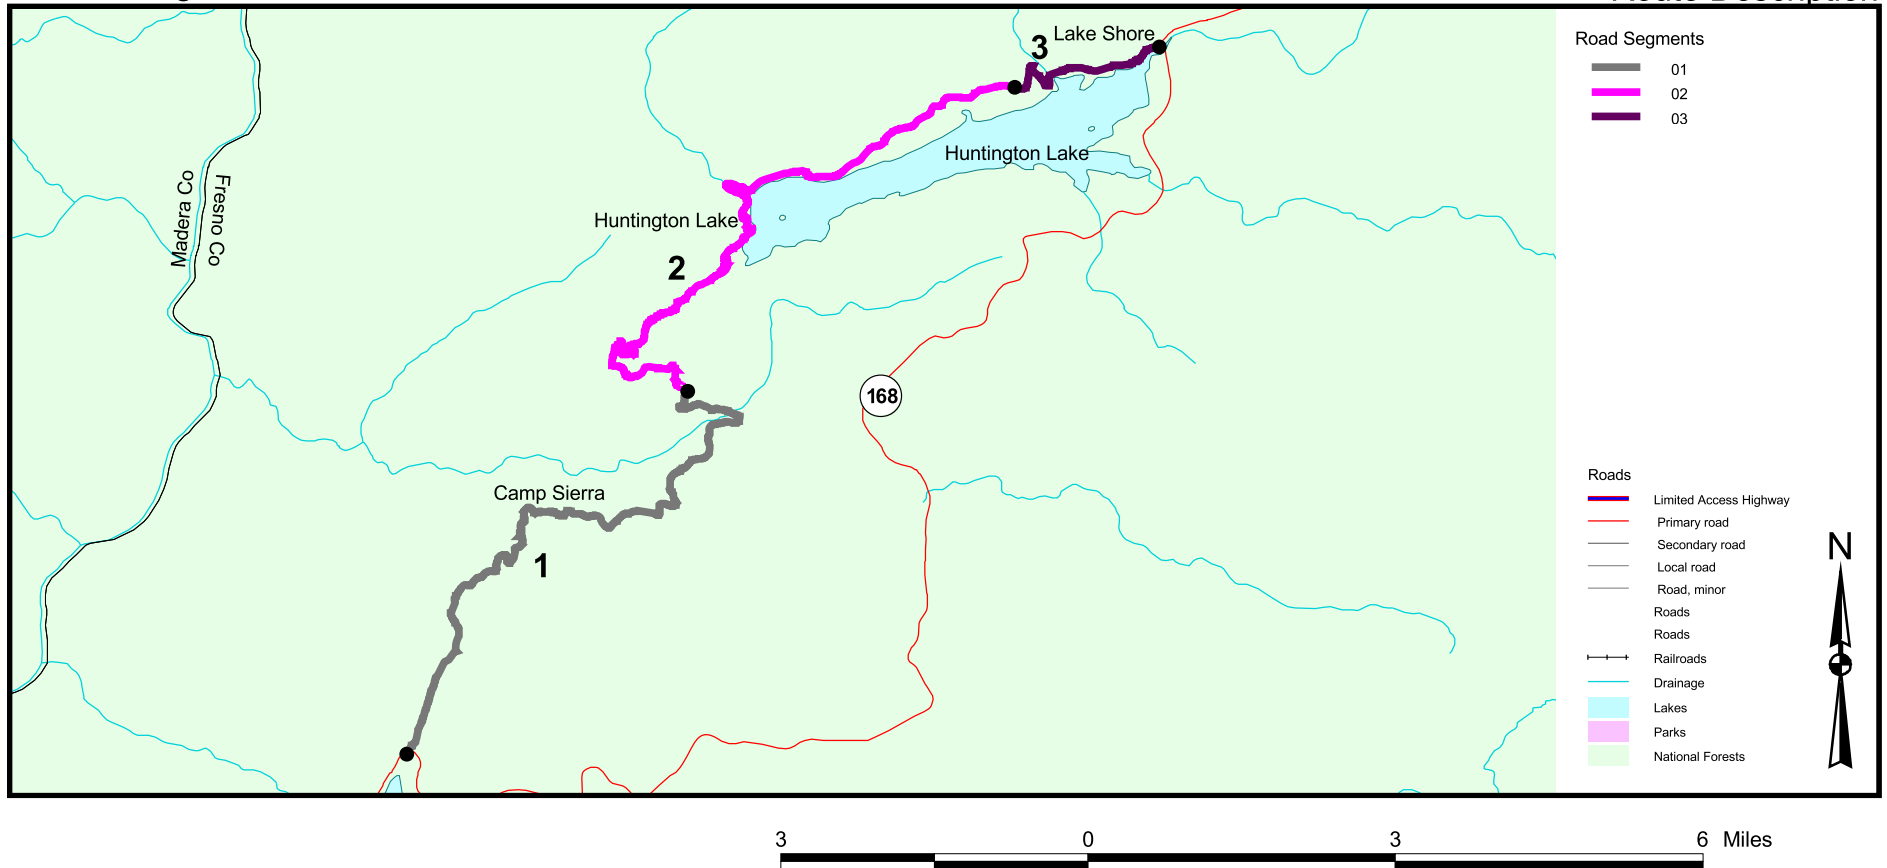 Route Description
3
Lake Shore
Road Segments
01
02
03
Huntington Lake
Madera Co
Fresno Co
Huntington Lake
2
168
Camp Sierra
1
Roads
Limited Access Highway
Primary road
Secondary road
Local road
Road, minor
Roads
Roads
Railroads
Drainage
Lakes
Parks
National Forests
N
3 0 3 6 Miles